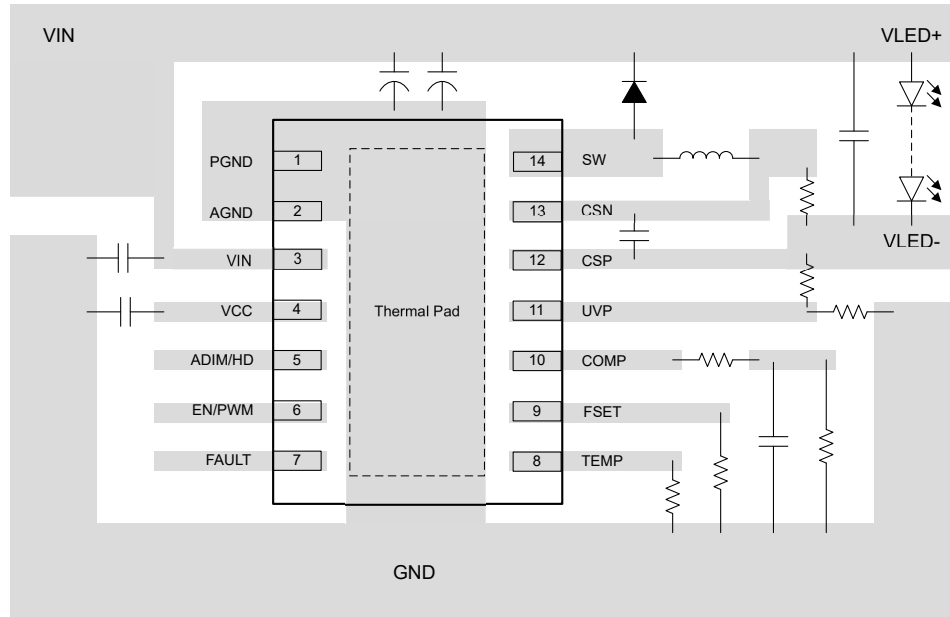 VIN
VLED+
PGND 1
14 SW
AGND 2
13 CSN
VLED-
VIN 3
12 CSP
VCC 4
Thermal Pad
11 UVP
ADIM/HD 5
10 COMP
EN/PWM 6
9 FSET
FAULT 7
8 TEMP
GND